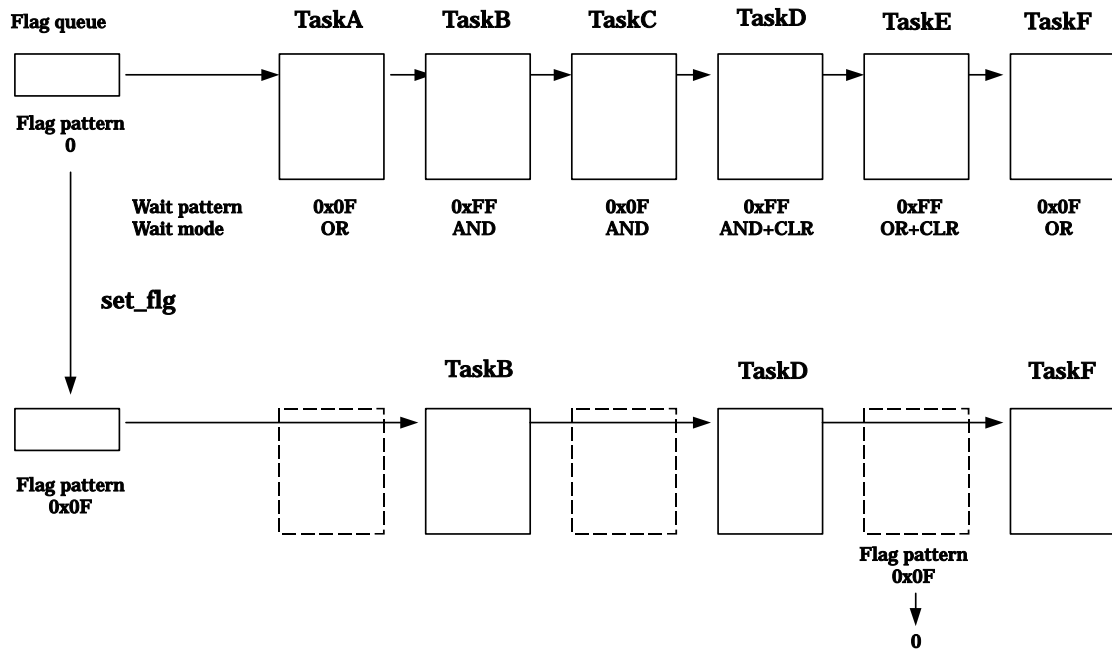 Flag queue
TaskA TaskB TaskC TaskD TaskE TaskF
Flag pattern
0
Wait pattern 0x0F 0xFF 0x0F 0xFF 0xFF 0x0F
Wait mode OR AND AND AND+CLR OR+CLR OR
set_flg
TaskB TaskD TaskF
Flag pattern
0x0F
Flag pattern
0x0F
0